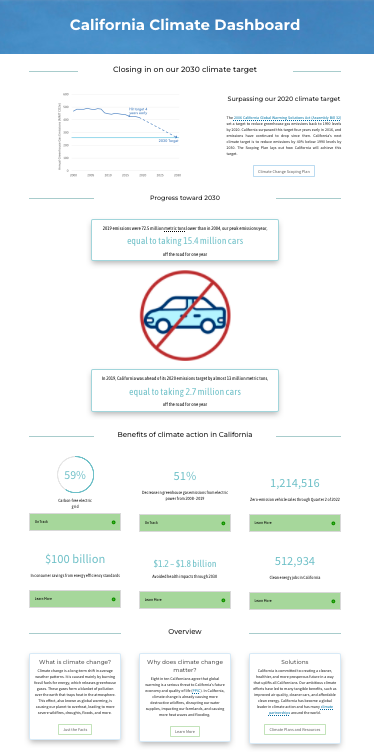 California Climate Dashboard
Closing in on our 2030 climate target
600
500
400
300
200
100
0
2000
2010
2020
2030
Hit target 4
years early
2030 Target
Surpassing our 2020 climate target
The 2006 California Global Warming Solutions Act (Assembly Bill 32)
set a target to reduce greenhouse gas emissions back to 1990 levels
by 2020. California surpassed this target four years early in 2016, and
emissions have continued to drop since then. California's next
climate target is to reduce emissions by 40% below 1990 levels by
2030. The Scoping Plan lays out how California will achieve this
target.
Climate Change Scoping Plan
Progress toward 2030
2019 emissions were 72.5 million metric tons lower than in 2004, our peak emissions year,
equal to taking 15.4 million cars
off the road for one year
In 2019, California was ahead of its 2020 emissions target by almost 13 million metric tons,
equal to taking 2.7 million cars
off the road for one year
Benefits of climate action in California
59%
Carbon-free electric
grid
On Track
51%
Decrease in greenhouse gas emissions from electric
power from 2008-2019
On Track
1,214,516
Zero-emission vehicle sales through Quarter 2 of 2022
Learn More
$100 billion
In consumer savings from energy efficiency standards
Learn More
$1.2 – $1.8 billion
Avoided health impacts through 2030
Learn More
512,934
Clean energy jobs in California
Learn More
Overview
What is climate change?
Climate change is a long-term shift in average
weather patterns. It's caused mainly by burning
fossil fuels for energy, which releases greenhouse
gases. These gases form a blanket of pollution
over the earth that traps heat in the atmosphere.
This effect, also known as global warming, is
causing our planet to overheat, leading to more
severe wildfires, droughts, floods, and more.
Just the Facts
Why does climate change
matter?
Eight in ten Californians agree that global
warming is a serious threat to California's future
economy and quality of life (PPIC). In California,
climate change is already causing more
destructive wildfires, disrupting our water
supplies, impacting our forestlands, and causing
more heat waves and flooding.
Learn More
Solutions
California is committed to creating a cleaner,
healthier, and more prosperous future in a way
that uplifts all Californians. Our ambitious climate
efforts have led to many tangible benefits, such as
improved air quality, cleaner cars, and affordable
clean energy. California has become a global
leader in climate action and has many climate
partnerships around the world.
Climate Plans and Resources